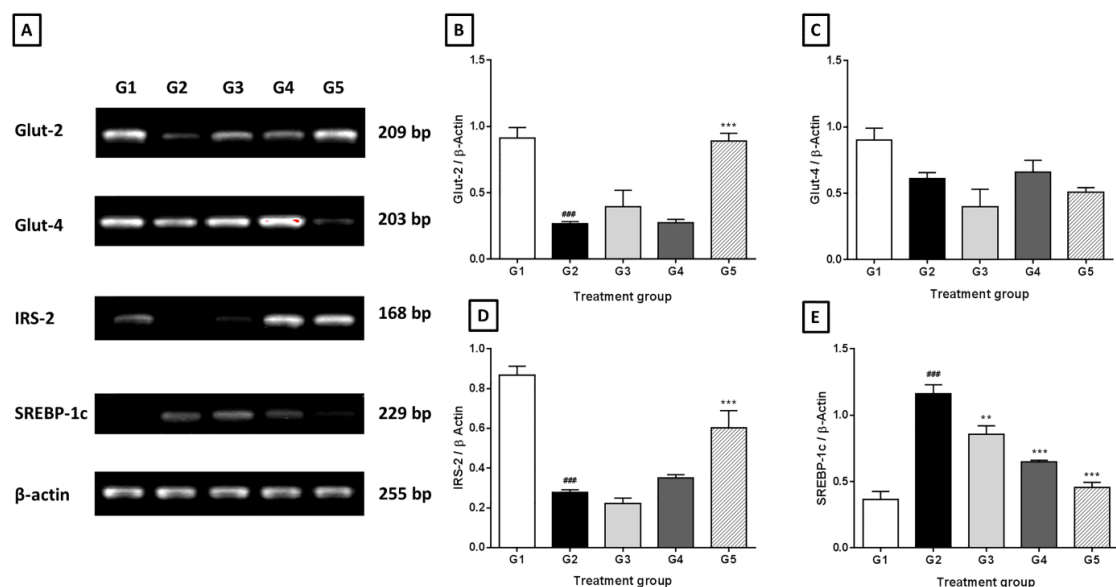 A
G1 G2 G3 G4 G5
Glut-2 209 bp
Glut-4 203 bp
IRS-2 168 bp
SREBP-1c 229 bp
β-actin 255 bp
B
Glut-2 / β-Actin
1.5
1.0
0.5
0.0
###
***
G1 G2 G3 G4 G5
Treatment group
C
Glut-4 / β-Actin
1.5
1.0
0.5
0.0
G1 G2 G3 G4 G5
Treatment group
D
IRS-2 / β Actin
1.0
0.8
0.6
0.4
0.2
0.0
###
***
G1 G2 G3 G4 G5
Treatment group
E
SREBP-1c / β-Actin
1.5
1.0
0.5
0.0
###
**
***
***
G1 G2 G3 G4 G5
Treatment group